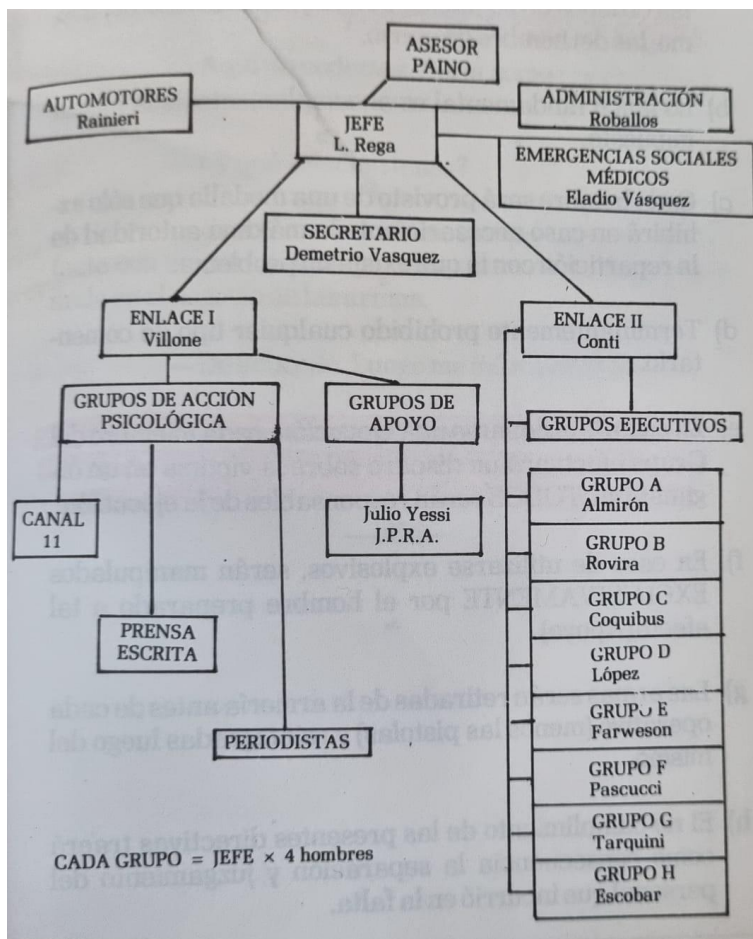 ASESOR
PAINO
AUTOMOTORES
Rainieri
JEFE
L. Rega
ADMINISTRACIÓN
Roballos
EMERGENCIAS SOCIALES
MÉDICOS
Eladio Vásquez
SECRETARIO
Demetrio Vasquez
ENLACE I
Villone
ENLACE II
Conti
GRUPOS DE ACCIÓN
PSICOLÓGICA
GRUPOS DE
APOYO
GRUPOS EJECUTIVOS
CANAL
11
Julio Yessi
J.P.R.A.
PRENSA
ESCRITA
PERIODISTAS
GRUPO A
Almirón
GRUPO B
Rovira
GRUPO C
Coquibus
GRUPO D
López
GRUPO E
Farweson
GRUPO F
Pascucci
GRUPO G
Tarquini
GRUPO H
Escobar
CADA GRUPO = JEFE × 4 hombres